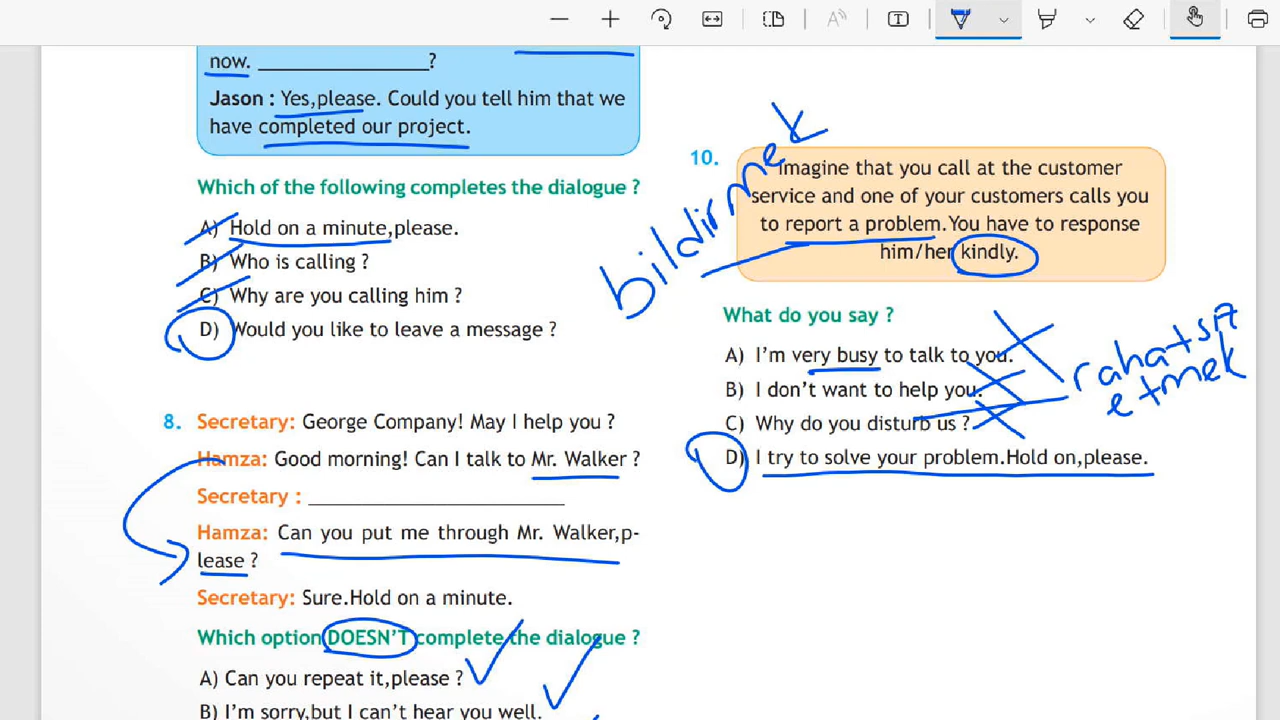 now. ________________?
Jason : Yes,please. Could you tell him that we
have completed our project.
Which of the following completes the dialogue ?
A) Hold on a minute,please.
B) Who is calling ?
C) Why are you calling him ?
D) Would you like to leave a message ?
8. Secretary: George Company! May I help you ?
Hamza: Good morning! Can I talk to Mr. Walker ?
Secretary : ________________________
Hamza: Can you put me through Mr. Walker,p-
lease ?
Secretary: Sure.Hold on a minute.
Which option DOESN'T complete the dialogue ?
A) Can you repeat it,please ?
B) I'm sorry,but I can't hear you well.
bildirmek
10. Imagine that you call at the customer
service and one of your customers calls you
to report a problem.You have to response
him/her kindly.
What do you say ?
A) I'm very busy to talk to you.
B) I don't want to help you.
C) Why do you disturb us ?
D) I try to solve your problem.Hold on,please.
rahatsız
etmek